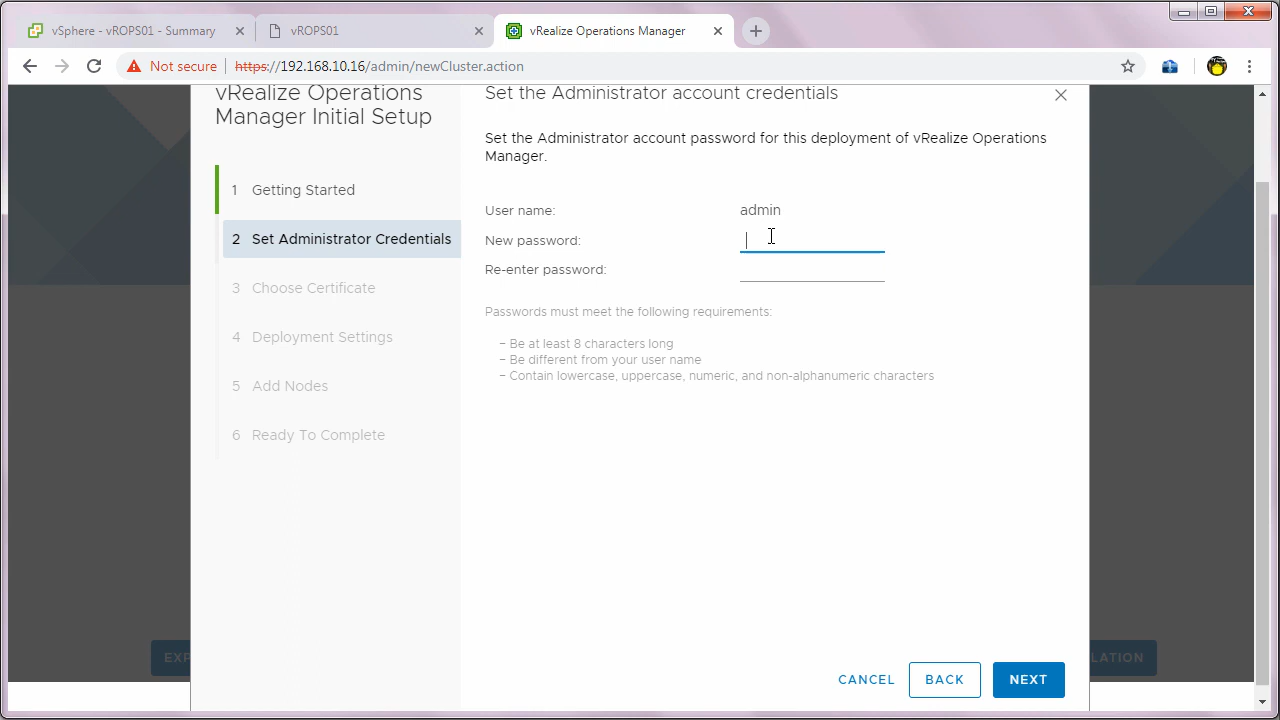 vSphere - vROPS01 - Summary
vROPS01
vRealize Operations Manager
Not secure
https://192.168.10.16/admin/newCluster.action
vRealize Operations
Manager Initial Setup
1 Getting Started
2 Set Administrator Credentials
3 Choose Certificate
4 Deployment Settings
5 Add Nodes
6 Ready To Complete
Set the Administrator account credentials
Set the Administrator account password for this deployment of vRealize Operations
Manager.
User name: admin
New password:
Re-enter password:
Passwords must meet the following requirements:
– Be at least 8 characters long
– Be different from your user name
– Contain lowercase, uppercase, numeric, and non-alphanumeric characters
EXP
LATION
CANCEL
BACK
NEXT